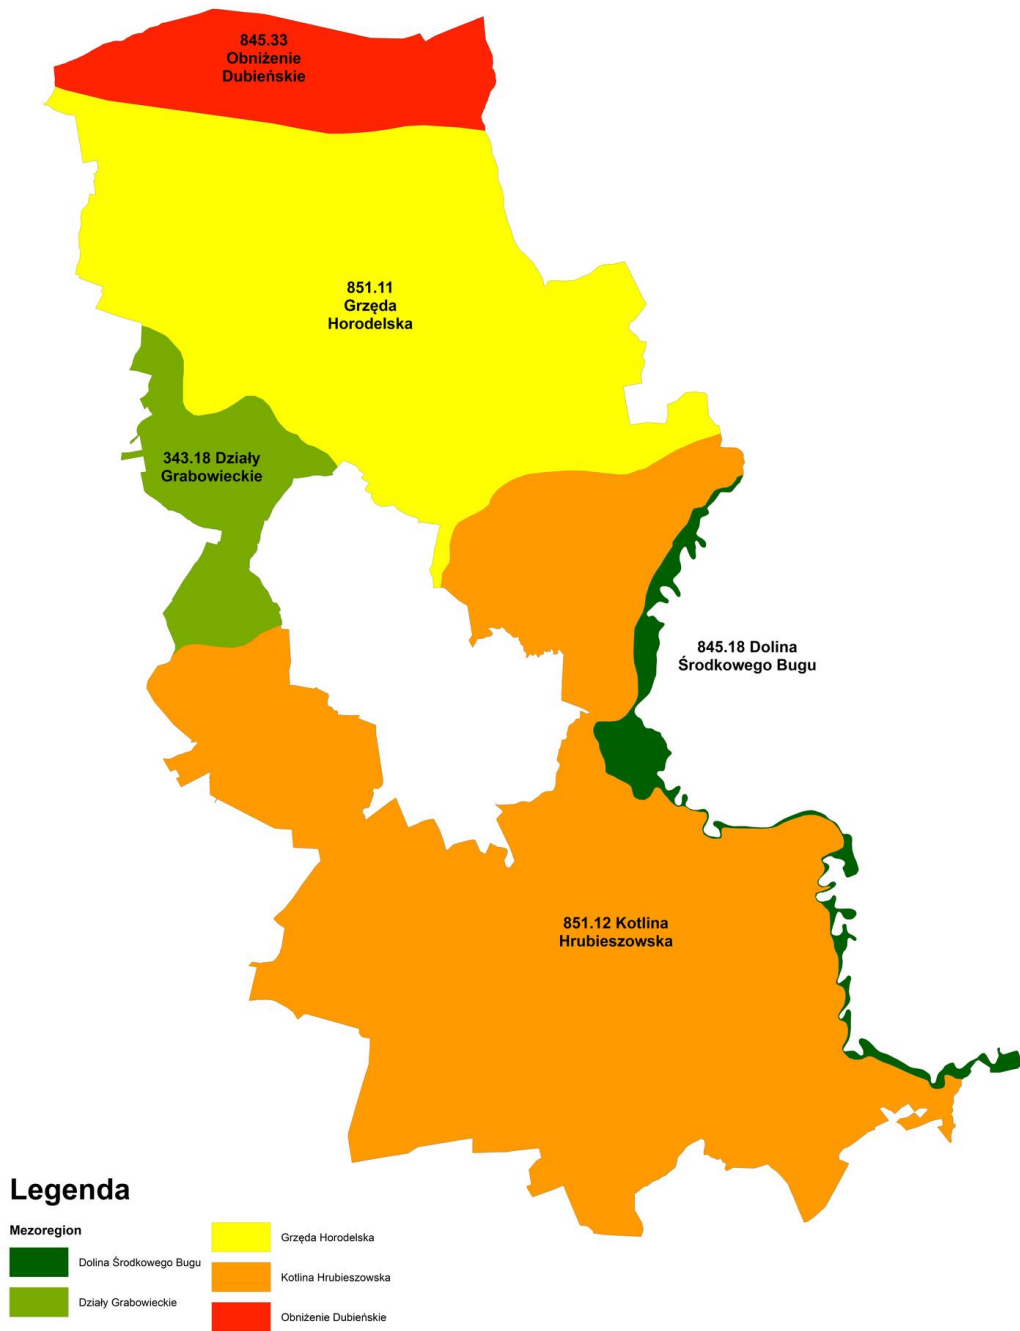 845.33
Obniżenie
Dubieńskie
851.11
Grzęda
Horodelska
343.18 Działy
Grabowieckie
845.18 Dolina
Środkowego Bugu
851.12 Kotlina
Hrubieszowska
Legenda
Mezoregion
Dolina Środkowego Bugu
Działy Grabowieckie
Grzęda Horodelska
Kotlina Hrubieszowska
Obniżenie Dubieńskie